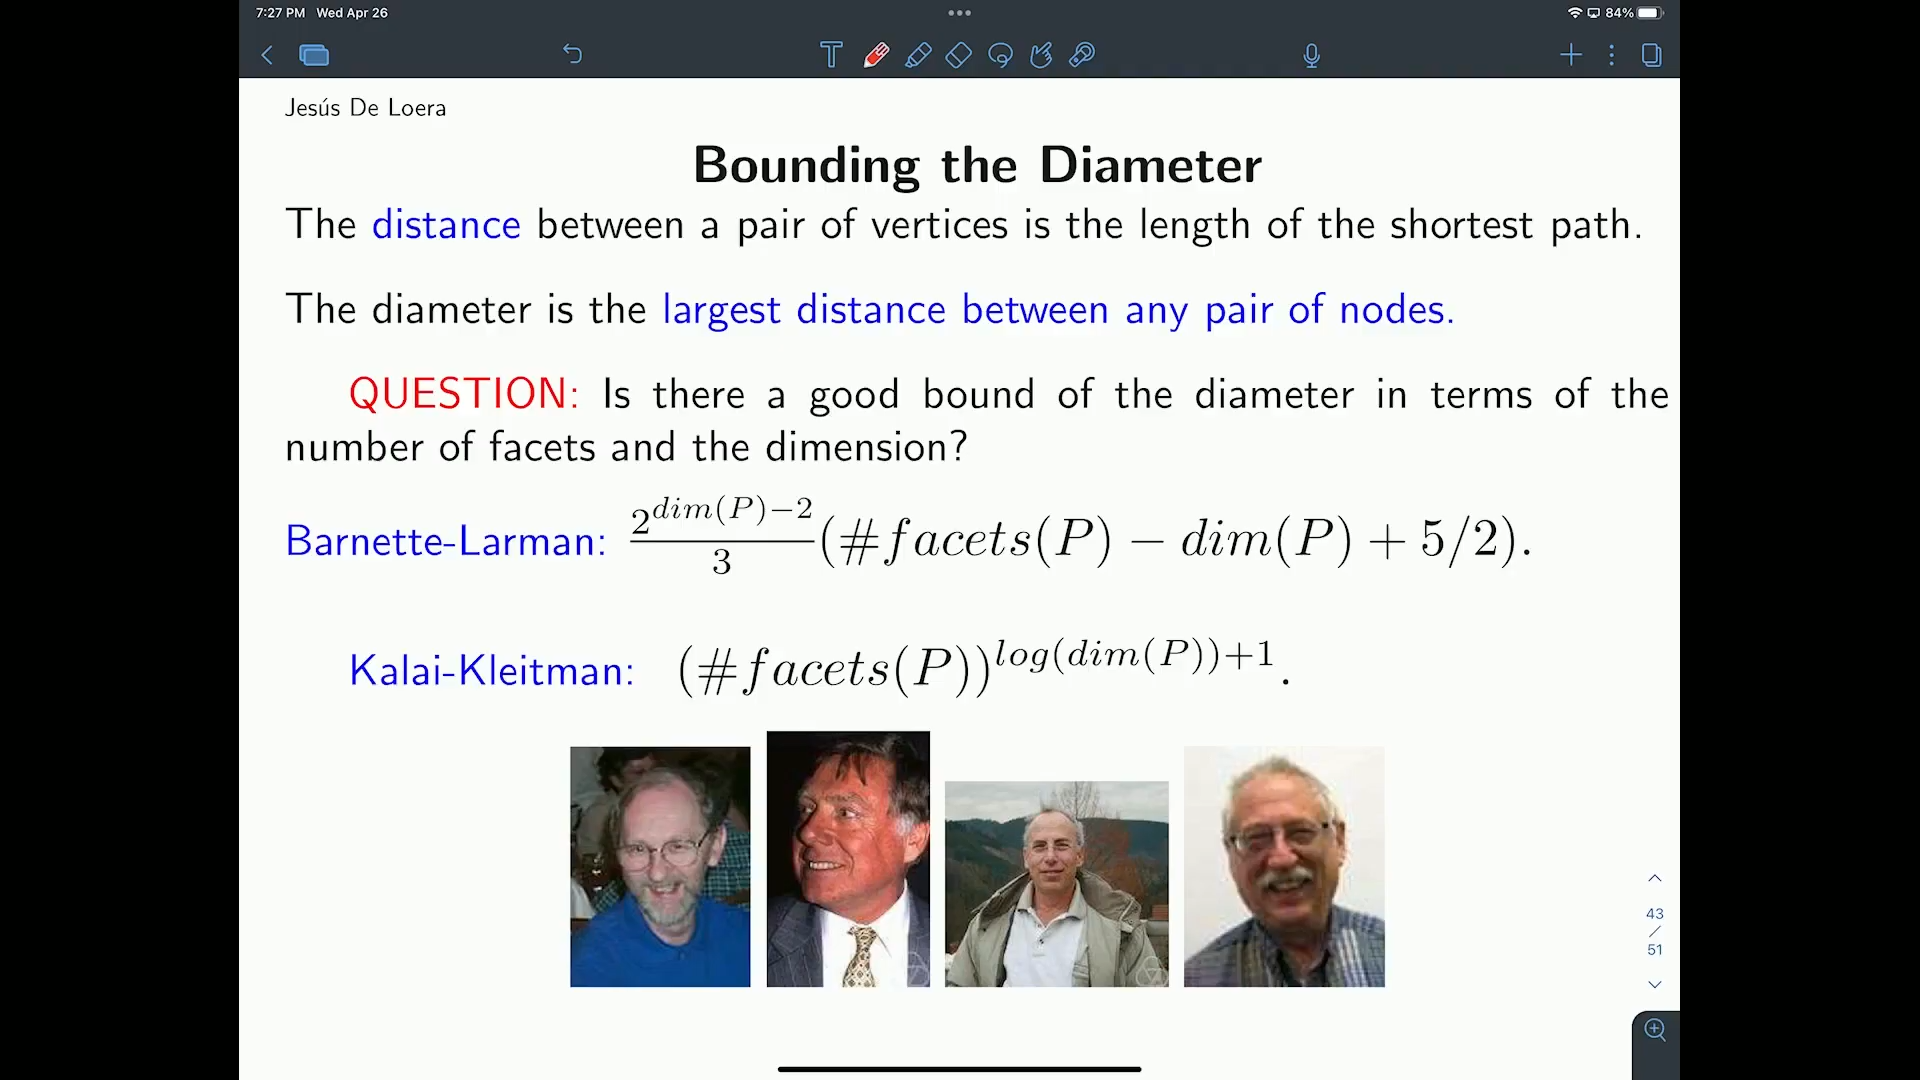 7:27 PM Wed Apr 26
84%
Jesús De Loera
Bounding the Diameter
The distance between a pair of vertices is the length of the shortest path.
The diameter is the largest distance between any pair of nodes.
QUESTION: Is there a good bound of the diameter in terms of the
number of facets and the dimension?
Barnette-Larman: \frac{2^{dim(P)-2}}{3}(#facets(P) − dim(P) + 5/2).
Kalai-Kleitman: (#facets(P))^{log(dim(P))+1}.
43
/
51